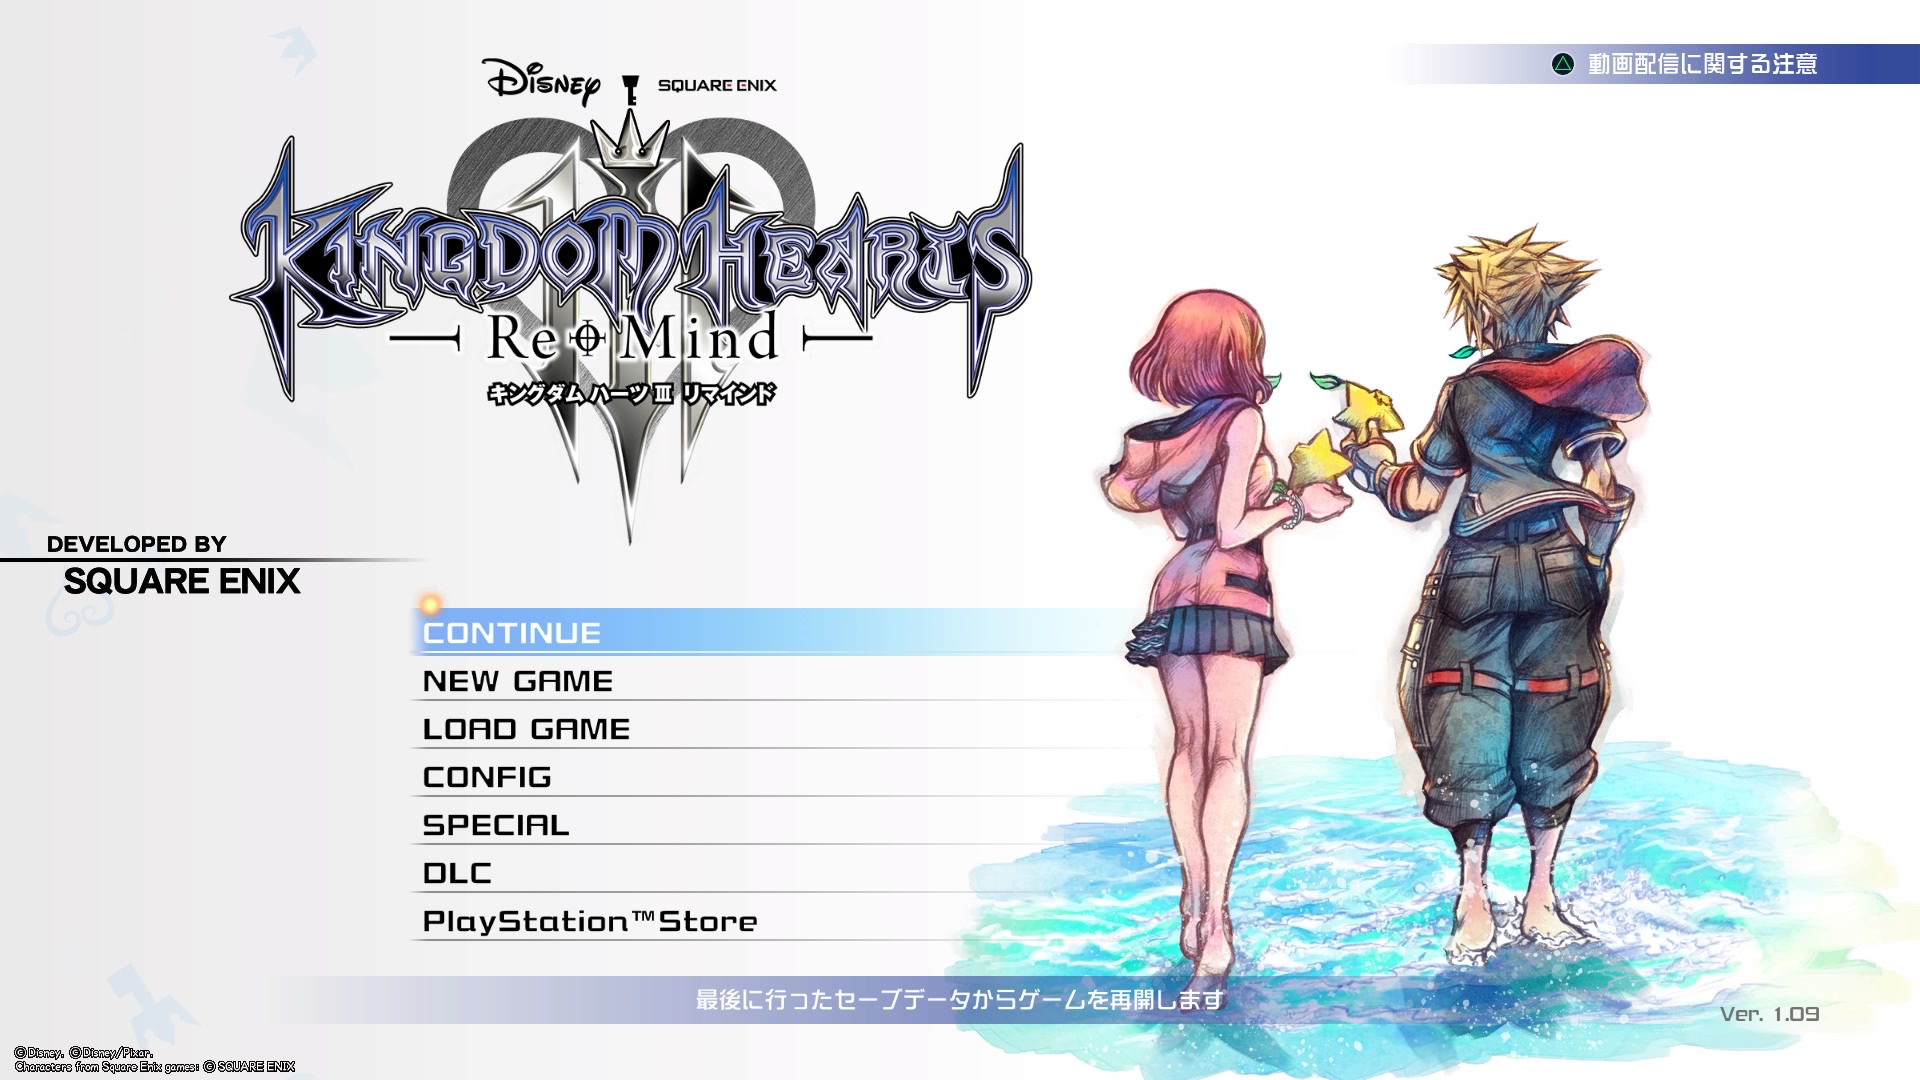 Disney SQUARE ENIX
動画配信に関する注意
KINGDOM HEARTS
III
Re Mind
キングダム ハーツ III リマインド
DEVELOPED BY
SQUARE ENIX
CONTINUE
NEW GAME
LOAD GAME
CONFIG
SPECIAL
DLC
PlayStation™Store
最後に行ったセーブデータからゲームを再開します
Ver. 1.09
©Disney. ©Disney/Pixar.
Characters from Square Enix games: © SQUARE ENIX